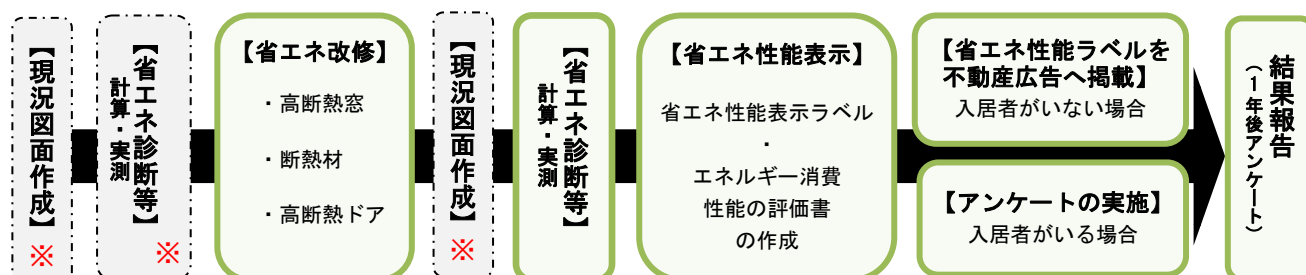 【現況図面作成】
※
【省エネ診断等】
計算・実測
※
【省エネ改修】
・高断熱窓
・断熱材
・高断熱ドア
【現況図面作成】
※
【省エネ診断等】
計算・実測
【省エネ性能表示】
省エネ性能表示ラベル
・
エネルギー消費
性能の評価書
の作成
【省エネ性能ラベルを
不動産広告へ掲載】
入居者がいない場合
【アンケートの実施】
入居者がいる場合
結果報告
（１年後アンケート）